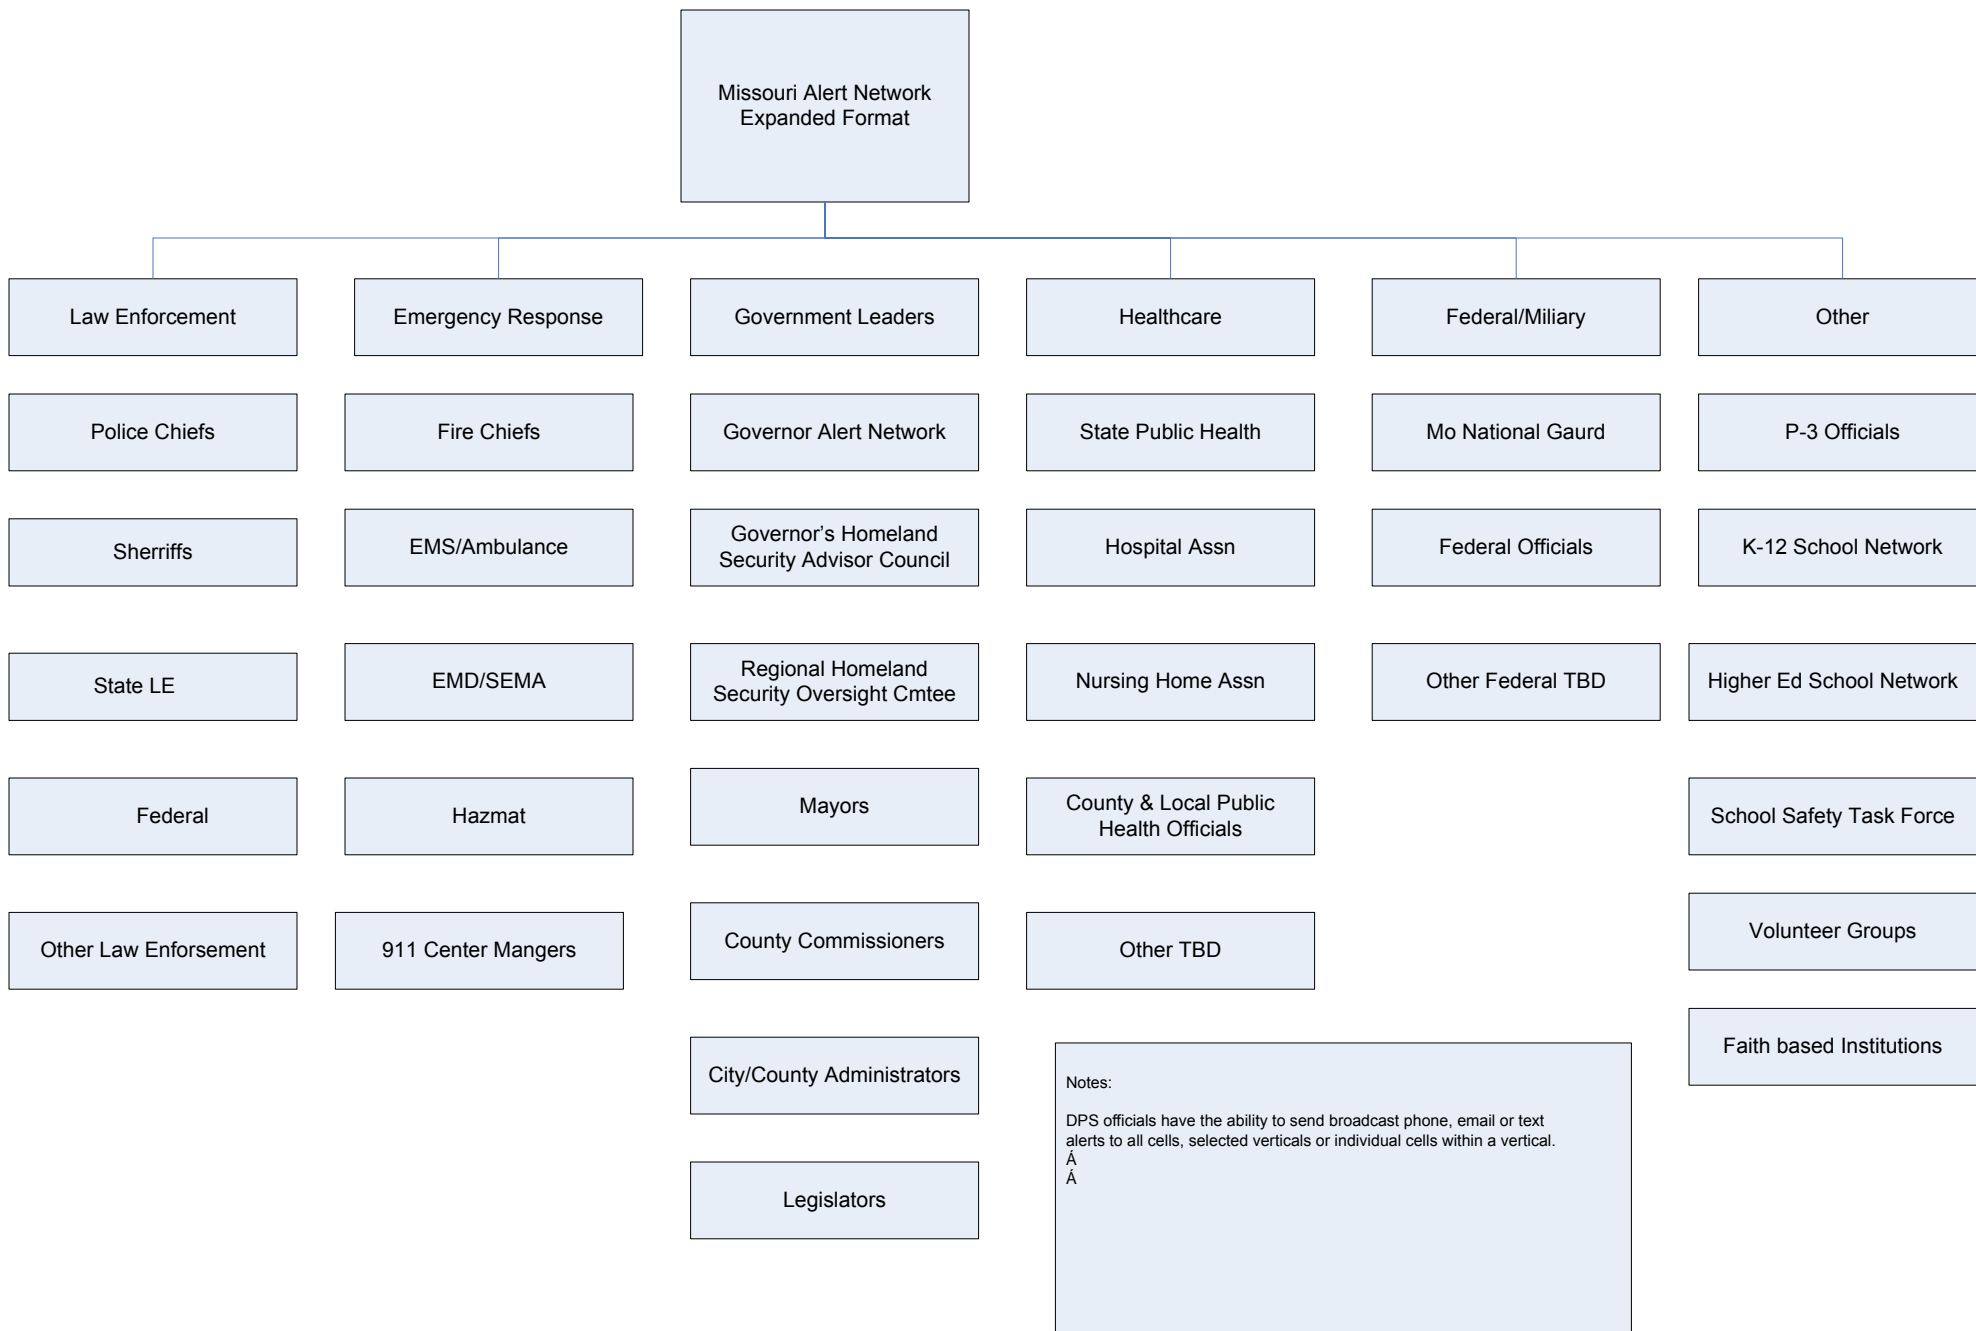 Missouri Alert Network
Expanded Format
Law Enforcement
Emergency Response
Government Leaders
Healthcare
Federal/Miliary
Other
Police Chiefs
Fire Chiefs
Governor Alert Network
State Public Health
Mo National Gaurd
P-3 Officials
Sherriffs
EMS/Ambulance
Governor’s Homeland
Security Advisor Council
Hospital Assn
Federal Officials
K-12 School Network
State LE
EMD/SEMA
Regional Homeland
Security Oversight Cmtee
Nursing Home Assn
Other Federal TBD
Higher Ed School Network
Federal
Hazmat
Mayors
County & Local Public
Health Officials
School Safety Task Force
Other Law Enforsement
911 Center Mangers
County Commissioners
Other TBD
Volunteer Groups
City/County Administrators
Faith based Institutions
Legislators
Notes:
DPS officials have the ability to send broadcast phone, email or text
alerts to all cells, selected verticals or individual cells within a vertical.
Á
Á